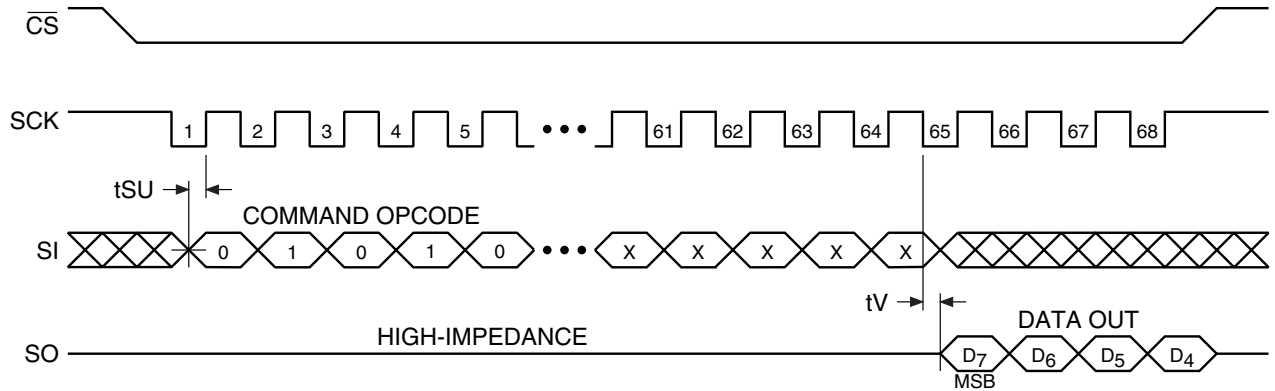 CS
SCK
1 2 3 4 5 ••• 61 62 63 64 65 66 67 68
tSU
COMMAND OPCODE
SI
0 1 0 1 0 ••• X X X X X
tV
HIGH-IMPEDANCE
DATA OUT
SO
D7 D6 D5 D4
MSB